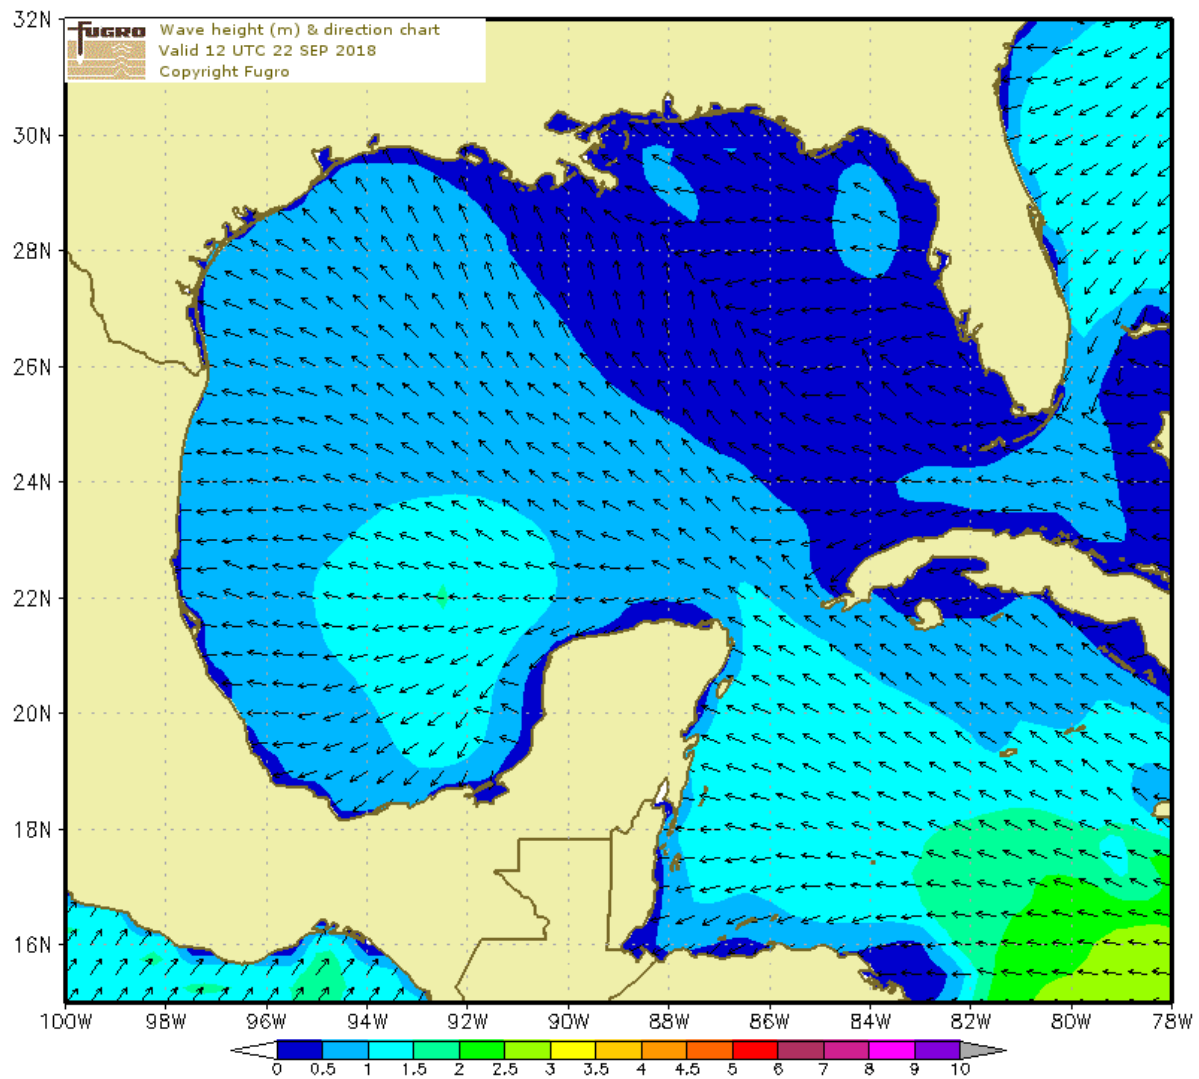 32N
fugro
Wave height (m) & direction chart
Valid 12 UTC 22 SEP 2018
Copyright Fugro
30N
28N
26N
24N
22N
20N
18N
16N
100W 98W 96W 94W 92W 90W 88W 86W 84W 82W 80W 78W
0 0.5 1 1.5 2 2.5 3 3.5 4 4.5 5 6 7 8 9 10